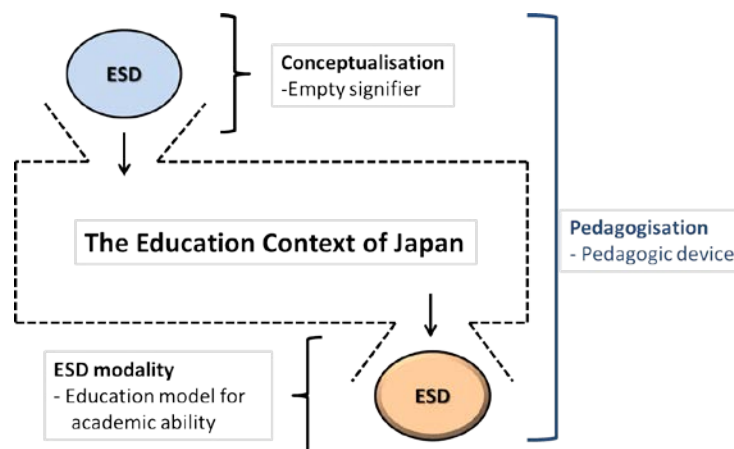 ESD
Conceptualisation
-Empty signifier
The Education Context of Japan
Pedagogisation
- Pedagogic device
ESD modality
- Education model for
academic ability
ESD